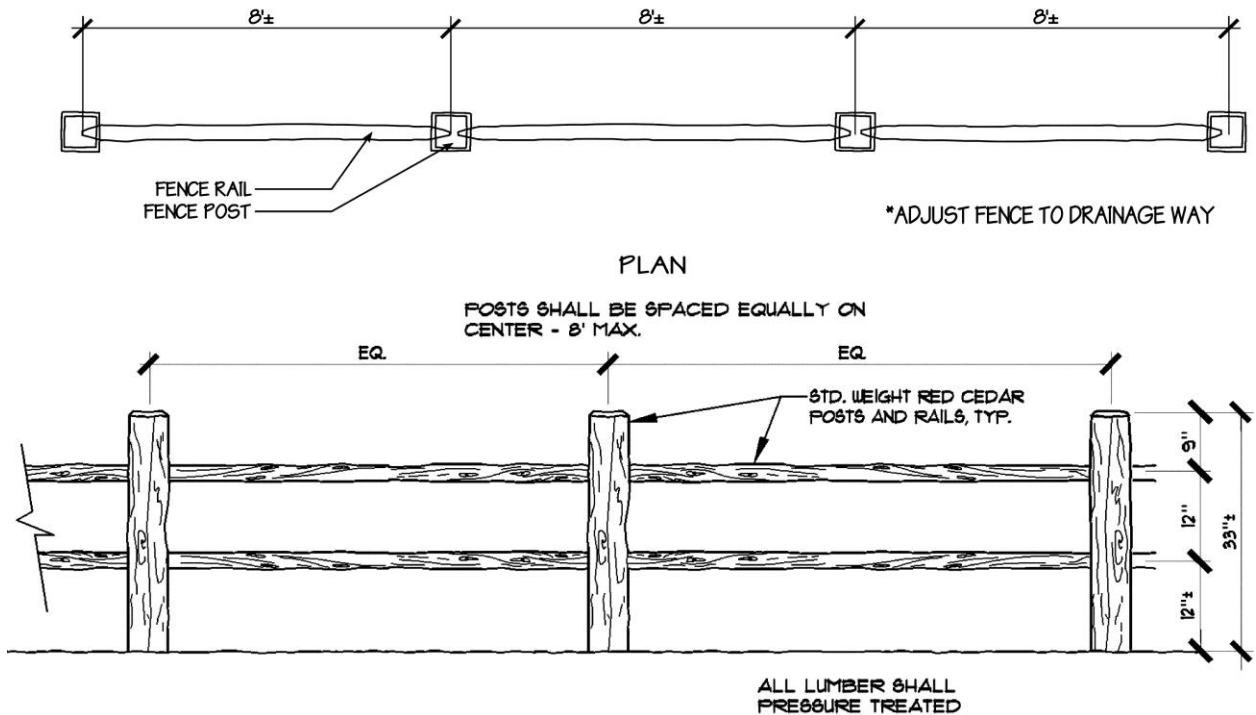 8'±
8'±
8'±
FENCE RAIL
FENCE POST
*ADJUST FENCE TO DRAINAGE WAY
PLAN
POSTS SHALL BE SPACED EQUALLY ON
CENTER - 8' MAX.
EQ.
EQ.
STD. WEIGHT RED CEDAR
POSTS AND RAILS, TYP.
9"
12"
33"±
12"±
ALL LUMBER SHALL
PRESSURE TREATED